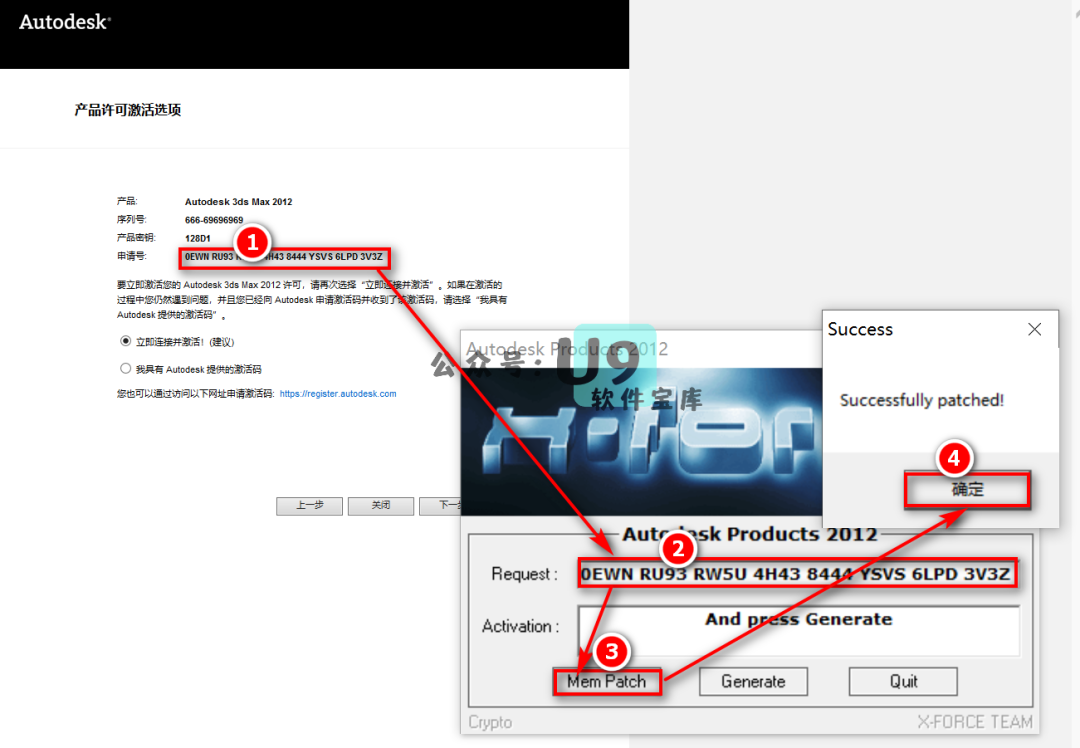 Autodesk
产品许可激活选项
产品: Autodesk 3ds Max 2012
序列号: 666-69696969
产品密钥: 128D1
申请号: 0EWN RU93 4H43 8444 YSVS 6LPD 3V3Z
1
要立即激活您的 Autodesk 3ds Max 2012 许可，请再次选择“立即连接并激活”。如果在激活的
过程中您仍然遇到问题，并且您已经向 Autodesk 申请激活码并收到了该激活码，请选择“我具有
Autodesk 提供的激活码”。
立即连接并激活! (建议)
我具有 Autodesk 提供的激活码
您也可以通过访问以下网址申请激活码: https://register.autodesk.com
上一步 关闭 下一
Autodesk Products 2012
公众号: U9
软件宝库
X-for
Success
Successfully patched!
4
确定
Autodesk Products 2012
2
Request : 0EWN RU93 RW5U 4H43 8444 YSVS 6LPD 3V3Z
Activation : And press Generate
3
Mem Patch Generate Quit
Crypto X-FORCE TEAM